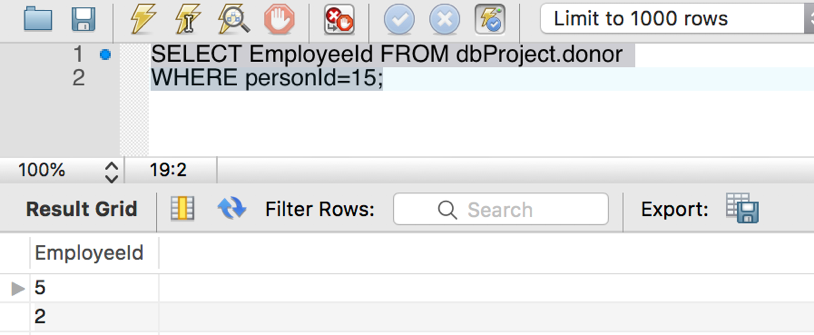 Limit to 1000 rows
1 SELECT EmployeeId FROM dbProject.donor
2 WHERE personId=15;
100% 19:2
Result Grid Filter Rows: Search Export:
EmployeeId
5
2